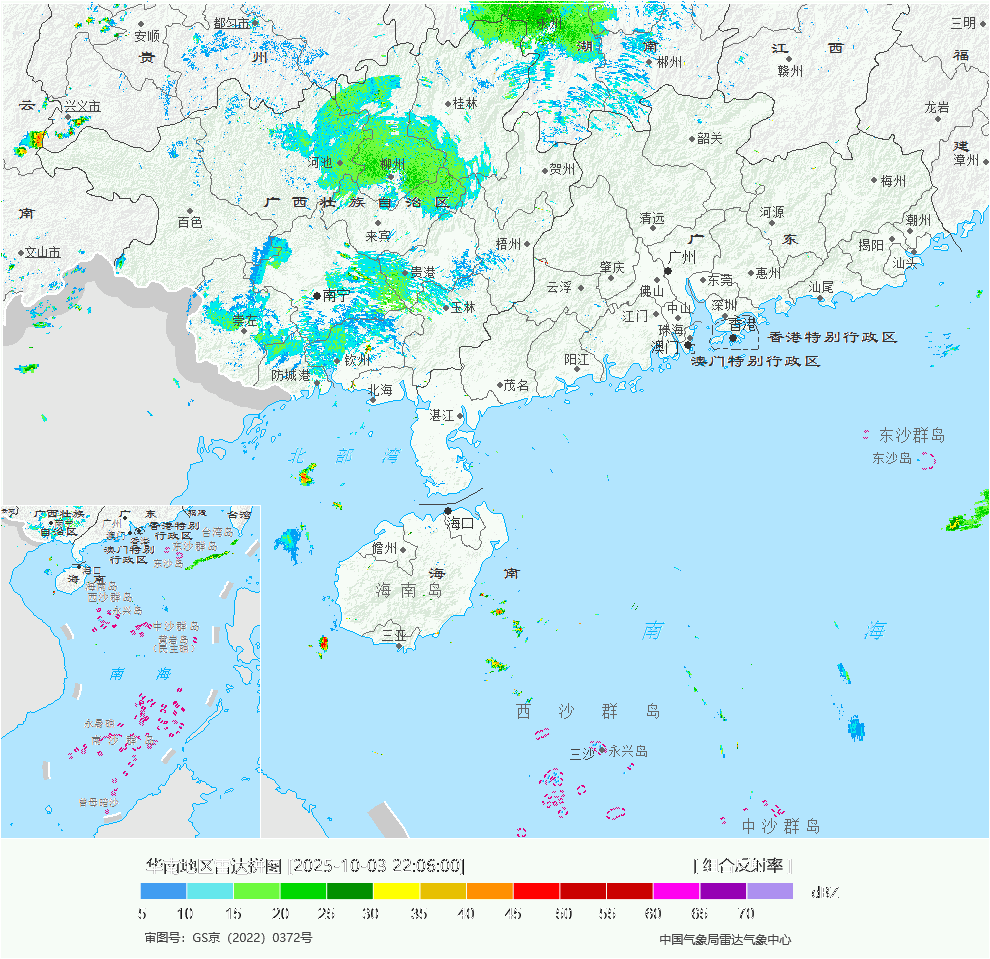 永川
三明
安顺
都匀市
湖
南
江
西
福
贵
州
郴州
赣州
云
兴义市
桂林
龙岩
韶关
建
河池
柳州
贺州
漳州
梅州
广西壮族自治区
南
百色
清远
河源
潮州
来宾
梧州
广
东
揭阳
文山市
广州
汕头
肇庆
贵港
东莞
惠州
南宁
云浮
佛山
汕尾
崇左
玉林
江门
中山
深圳
珠海
香港
香港特别行政区
澳门
澳门特别行政区
钦州
阳江
防城港
北海
茂名
湛江
北部湾
东沙群岛
东沙岛
海口
儋州
海
南
海南岛
三亚
南
海
西沙群岛
三沙
永兴岛
中沙群岛
广西壮族
自治区
广
东
广州
台湾
香港特别
行政区
台湾岛
澳门特别
行政区
东沙群岛
东沙岛
海口
海
南
海南岛
西沙群岛
永兴岛
中沙群岛
黄岩岛
南
海
永暑礁
南沙群岛
曾母暗沙
华南地区雷达拼图 [2025-10-03 22:06:00]
[ 组合反射率 ]
5 10 15 20 25 30 35 40 45 50 55 60 65 70 dBZ
审图号：GS京（2022）0372号
中国气象局雷达气象中心